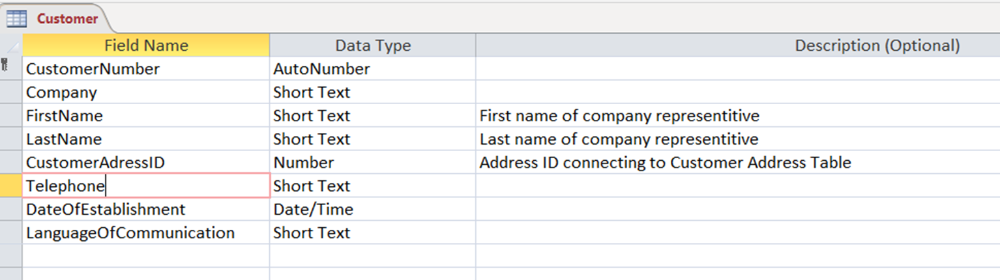 Customer
Field Name Data Type Description (Optional)
CustomerNumber AutoNumber
Company Short Text
FirstName Short Text First name of company representitive
LastName Short Text Last name of company representitive
CustomerAdressID Number Address ID connecting to Customer Address Table
Telephone Short Text
DateOfEstablishment Date/Time
LanguageOfCommunication Short Text